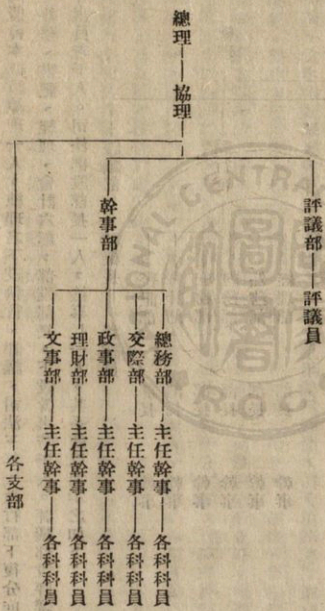 總理——協理
評議部——評議員
幹事部
總務部——主任幹事——各科科員
交際部——主任幹事——各科科員
政事部——主任幹事——各科科員
理財部——主任幹事——各科科員
文事部——主任幹事——各科科員
各支部